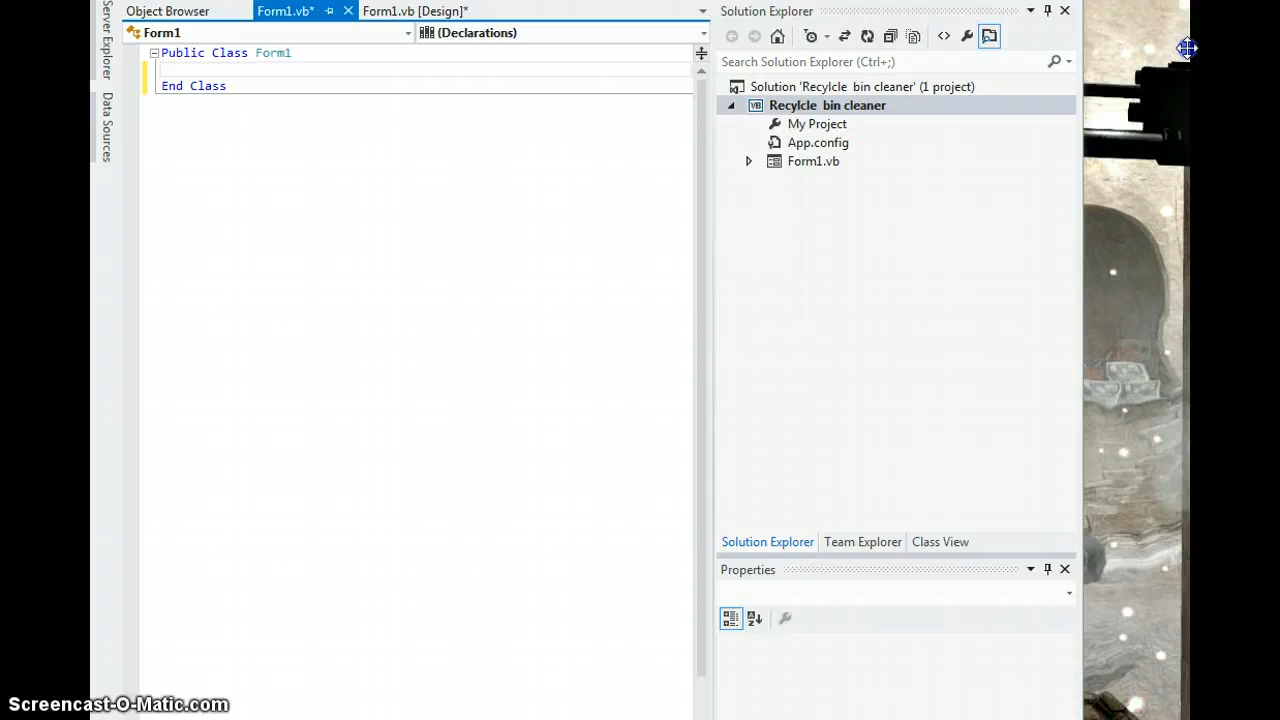 Object Browser
Form1.vb*
Form1.vb [Design]*
Solution Explorer
Form1
(Declarations)
Public Class Form1
End Class
Server Explorer
Data Sources
Search Solution Explorer (Ctrl+;)
Solution 'Recylcle bin cleaner' (1 project)
VB Recylcle bin cleaner
My Project
App.config
Form1.vb
Solution Explorer Team Explorer Class View
Properties
Screencast-O-Matic.com